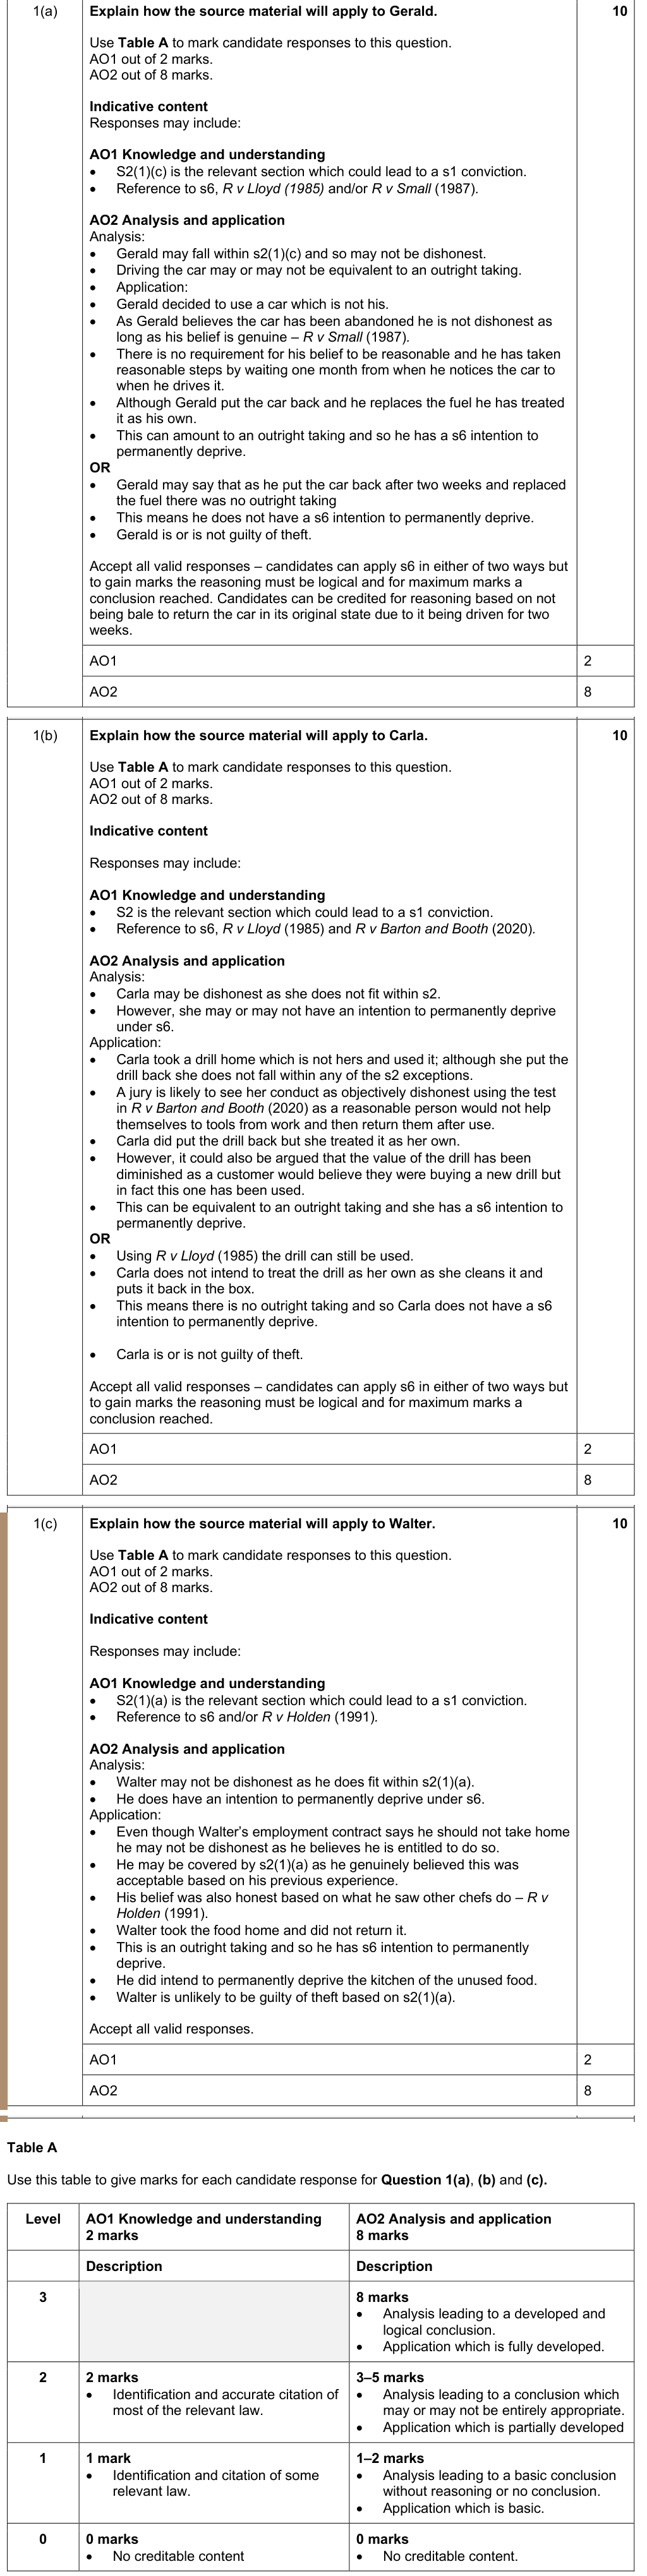 1(a)
Explain how the source material will apply to Gerald.
10
Use Table A to mark candidate responses to this question.
AO1 out of 2 marks.
AO2 out of 8 marks.
Indicative content
Responses may include:
AO1 Knowledge and understanding
• S2(1)(c) is the relevant section which could lead to a s1 conviction.
• Reference to s6, R v Lloyd (1985) and/or R v Small (1987).
AO2 Analysis and application
Analysis:
• Gerald may fall within s2(1)(c) and so may not be dishonest.
• Driving the car may or may not be equivalent to an outright taking.
• Application:
• Gerald decided to use a car which is not his.
• As Gerald believes the car has been abandoned he is not dishonest as
long as his belief is genuine – R v Small (1987).
• There is no requirement for his belief to be reasonable and he has taken
reasonable steps by waiting one month from when he notices the car to
when he drives it.
• Although Gerald put the car back and he replaces the fuel he has treated
it as his own.
• This can amount to an outright taking and so he has a s6 intention to
permanently deprive.
OR
• Gerald may say that as he put the car back after two weeks and replaced
the fuel there was no outright taking
• This means he does not have a s6 intention to permanently deprive.
• Gerald is or is not guilty of theft.
Accept all valid responses – candidates can apply s6 in either of two ways but
to gain marks the reasoning must be logical and for maximum marks a
conclusion reached. Candidates can be credited for reasoning based on not
being bale to return the car in its original state due to it being driven for two
weeks.
AO1
2
AO2
8
1(b)
Explain how the source material will apply to Carla.
10
Use Table A to mark candidate responses to this question.
AO1 out of 2 marks.
AO2 out of 8 marks.
Indicative content
Responses may include:
AO1 Knowledge and understanding
• S2 is the relevant section which could lead to a s1 conviction.
• Reference to s6, R v Lloyd (1985) and R v Barton and Booth (2020).
AO2 Analysis and application
Analysis:
• Carla may be dishonest as she does not fit within s2.
• However, she may or may not have an intention to permanently deprive
under s6.
Application:
• Carla took a drill home which is not hers and used it; although she put the
drill back she does not fall within any of the s2 exceptions.
• A jury is likely to see her conduct as objectively dishonest using the test
in R v Barton and Booth (2020) as a reasonable person would not help
themselves to tools from work and then return them after use.
• Carla did put the drill back but she treated it as her own.
• However, it could also be argued that the value of the drill has been
diminished as a customer would believe they were buying a new drill but
in fact this one has been used.
• This can be equivalent to an outright taking and she has a s6 intention to
permanently deprive.
OR
• Using R v Lloyd (1985) the drill can still be used.
• Carla does not intend to treat the drill as her own as she cleans it and
puts it back in the box.
• This means there is no outright taking and so Carla does not have a s6
intention to permanently deprive.
• Carla is or is not guilty of theft.
Accept all valid responses – candidates can apply s6 in either of two ways but
to gain marks the reasoning must be logical and for maximum marks a
conclusion reached.
AO1
2
AO2
8
1(c)
Explain how the source material will apply to Walter.
10
Use Table A to mark candidate responses to this question.
AO1 out of 2 marks.
AO2 out of 8 marks.
Indicative content
Responses may include:
AO1 Knowledge and understanding
• S2(1)(a) is the relevant section which could lead to a s1 conviction.
• Reference to s6 and/or R v Holden (1991).
AO2 Analysis and application
Analysis:
• Walter may not be dishonest as he does fit within s2(1)(a).
• He does have an intention to permanently deprive under s6.
Application:
• Even though Walter's employment contract says he should not take home
he may not be dishonest as he believes he is entitled to do so.
• He may be covered by s2(1)(a) as he genuinely believed this was
acceptable based on his previous experience.
• His belief was also honest based on what he saw other chefs do – R v
Holden (1991).
• Walter took the food home and did not return it.
• This is an outright taking and so he has s6 intention to permanently
deprive.
• He did intend to permanently deprive the kitchen of the unused food.
• Walter is unlikely to be guilty of theft based on s2(1)(a).
Accept all valid responses.
AO1
2
AO2
8
Table A
Use this table to give marks for each candidate response for Question 1(a), (b) and (c).
Level
AO1 Knowledge and understanding
2 marks
AO2 Analysis and application
8 marks
Description
Description
3
8 marks
• Analysis leading to a developed and
logical conclusion.
• Application which is fully developed.
2
2 marks
• Identification and accurate citation of
most of the relevant law.
3–5 marks
• Analysis leading to a conclusion which
may or may not be entirely appropriate.
• Application which is partially developed
1
1 mark
• Identification and citation of some
relevant law.
1–2 marks
• Analysis leading to a basic conclusion
without reasoning or no conclusion.
• Application which is basic.
0
0 marks
• No creditable content
0 marks
• No creditable content.